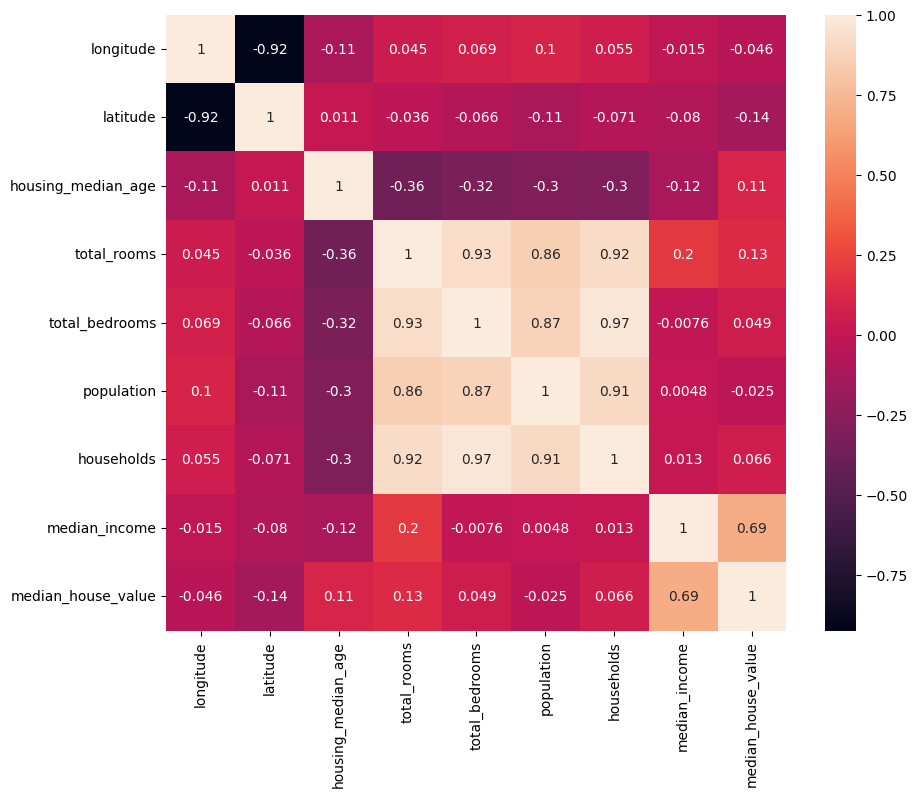 longitude 1 -0.92 -0.11 0.045 0.069 0.1 0.055 -0.015 -0.046
latitude -0.92 1 0.011 -0.036 -0.066 -0.11 -0.071 -0.08 -0.14
housing_median_age -0.11 0.011 1 -0.36 -0.32 -0.3 -0.3 -0.12 0.11
total_rooms 0.045 -0.036 -0.36 1 0.93 0.86 0.92 0.2 0.13
total_bedrooms 0.069 -0.066 -0.32 0.93 1 0.87 0.97 -0.0076 0.049
population 0.1 -0.11 -0.3 0.86 0.87 1 0.91 0.0048 -0.025
households 0.055 -0.071 -0.3 0.92 0.97 0.91 1 0.013 0.066
median_income -0.015 -0.08 -0.12 0.2 -0.0076 0.0048 0.013 1 0.69
median_house_value -0.046 -0.14 0.11 0.13 0.049 -0.025 0.066 0.69 1
longitude
latitude
housing_median_age
total_rooms
total_bedrooms
population
households
median_income
median_house_value
1.00
0.75
0.50
0.25
0.00
−0.25
−0.50
−0.75